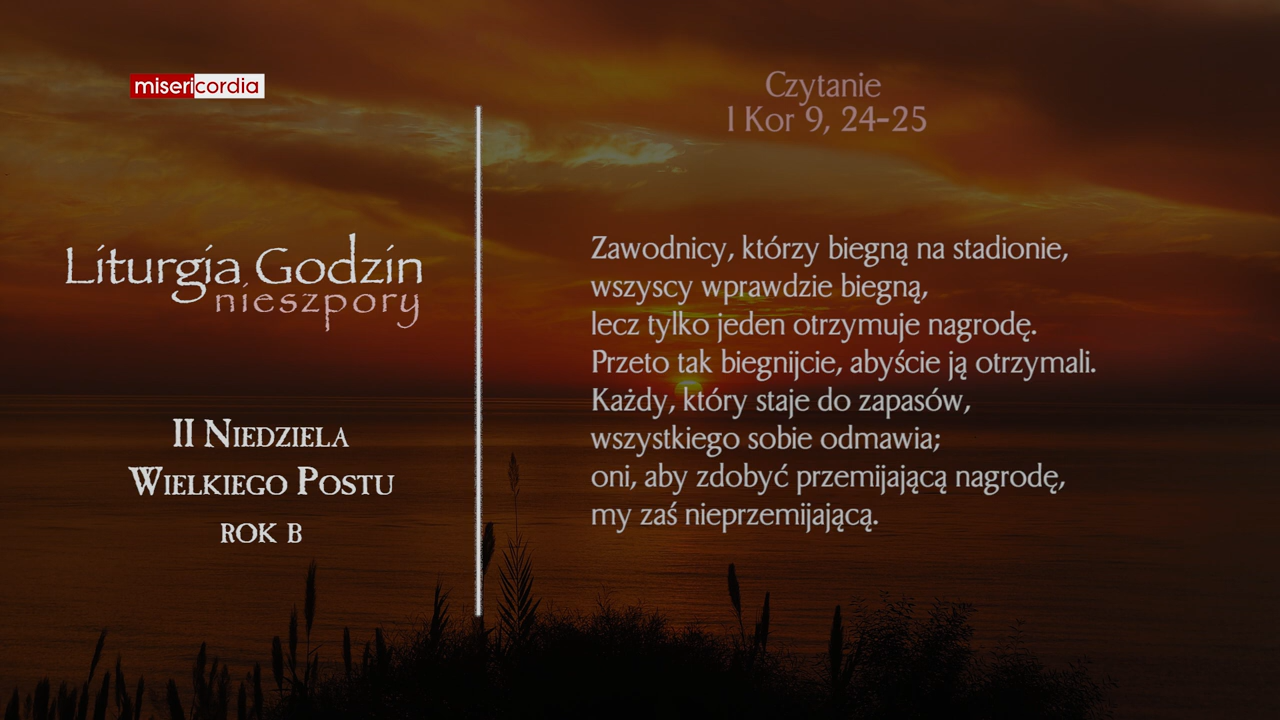 misericordia
Liturgia Godzin
nieszpory
II Niedziela
Wielkiego Postu
rok b
Czytanie
1 Kor 9, 24-25
Zawodnicy, którzy biegną na stadionie,
wszyscy wprawdzie biegną,
lecz tylko jeden otrzymuje nagrodę.
Przeto tak biegnijcie, abyście ją otrzymali.
Każdy, który staje do zapasów,
wszystkiego sobie odmawia;
oni, aby zdobyć przemijającą nagrodę,
my zaś nieprzemijającą.